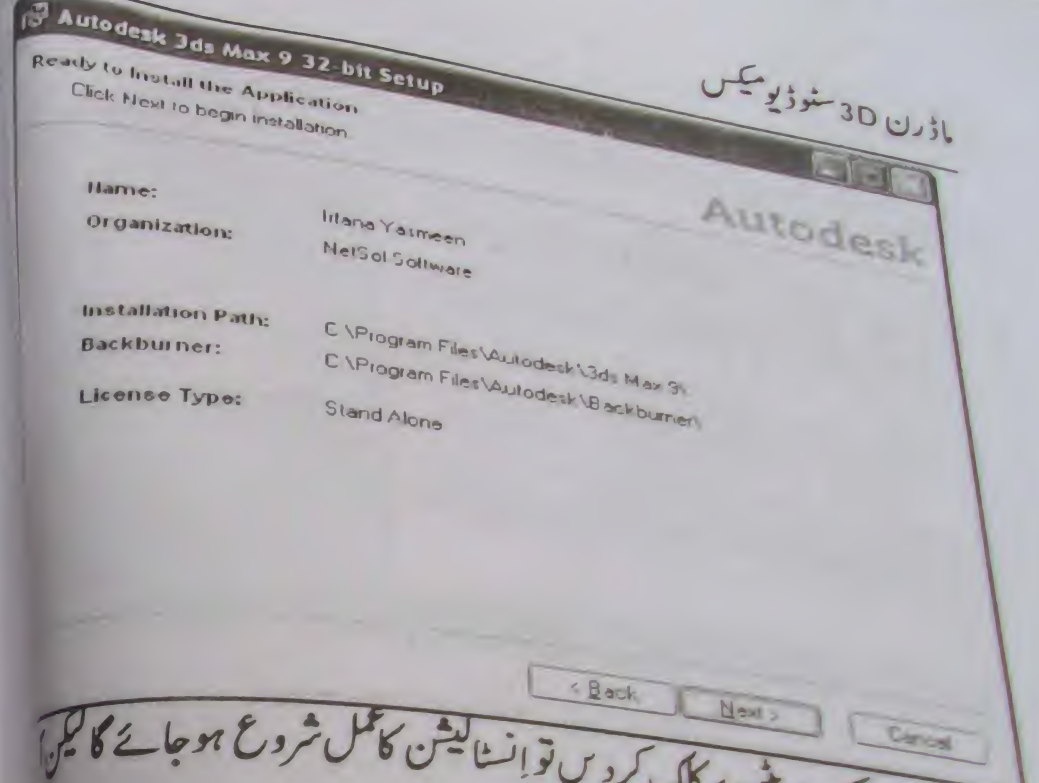 ماڈرن 3D سٹوڈیو میکس
Autodesk 3ds Max 9 32-bit Setup
Ready to Install the Application
Click Next to begin installation.
Autodesk
Name: Irfana Yasmeen
Organization: NetSol Software
Installation Path: C:\Program Files\Autodesk\3ds Max 9\
Backburner: C:\Program Files\Autodesk\Backburner\
License Type: Stand Alone
< Back Next > Cancel
کلک کردیں تو اِنسٹالیشن کا عمل شروع ہو جائے گا لیکن